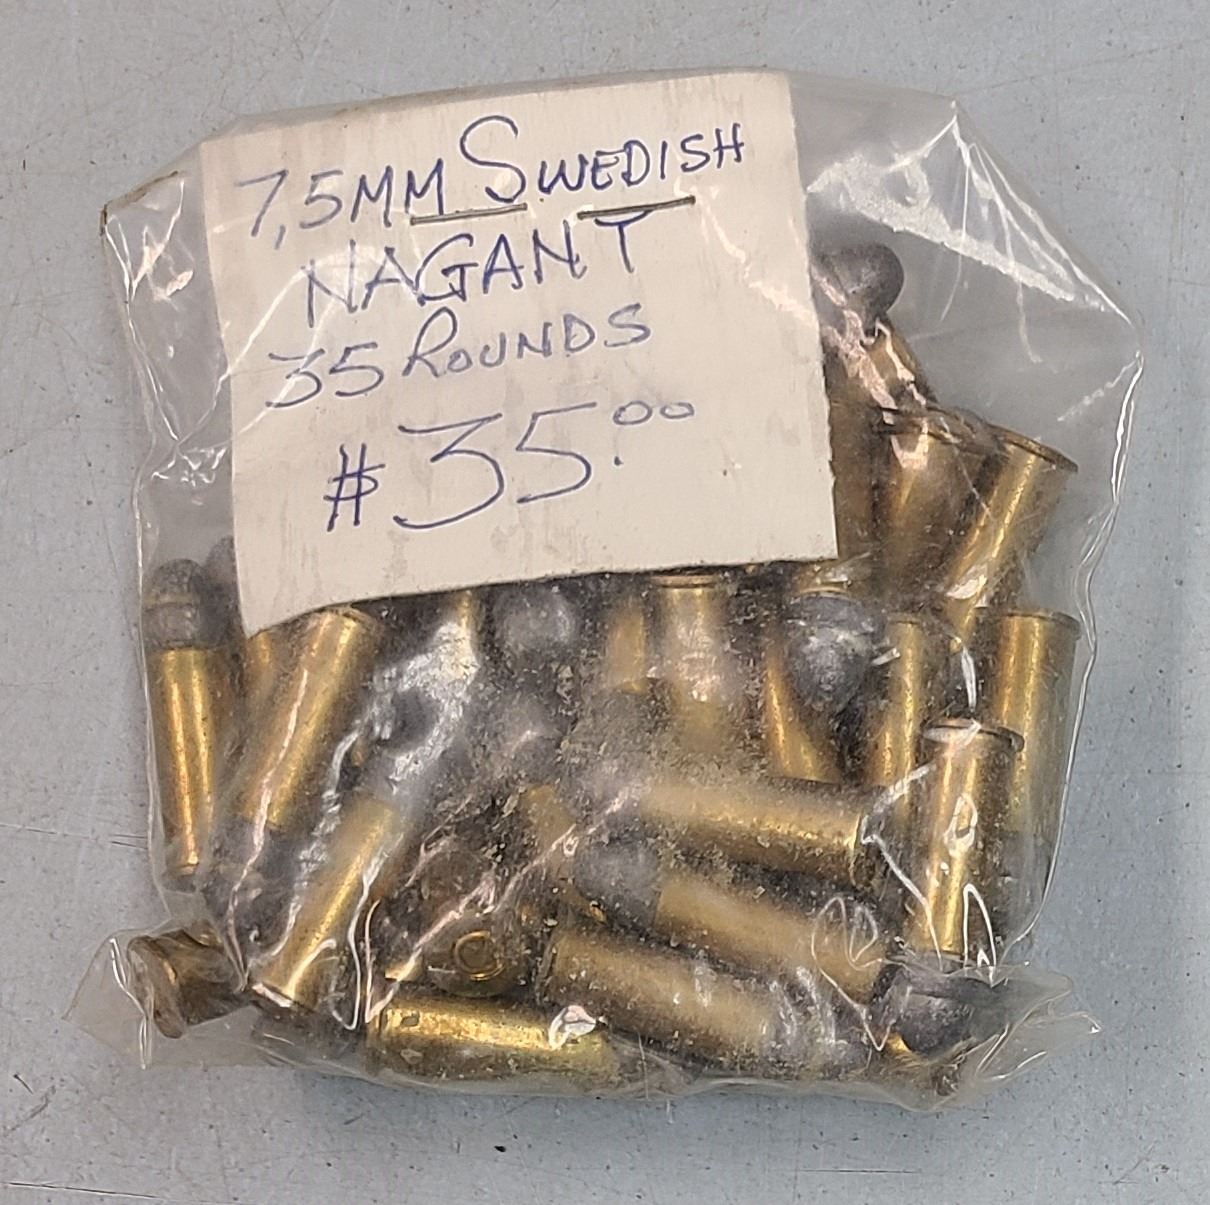 7,5MM SWEDISH
NAGANT
35 ROUNDS
#35.00